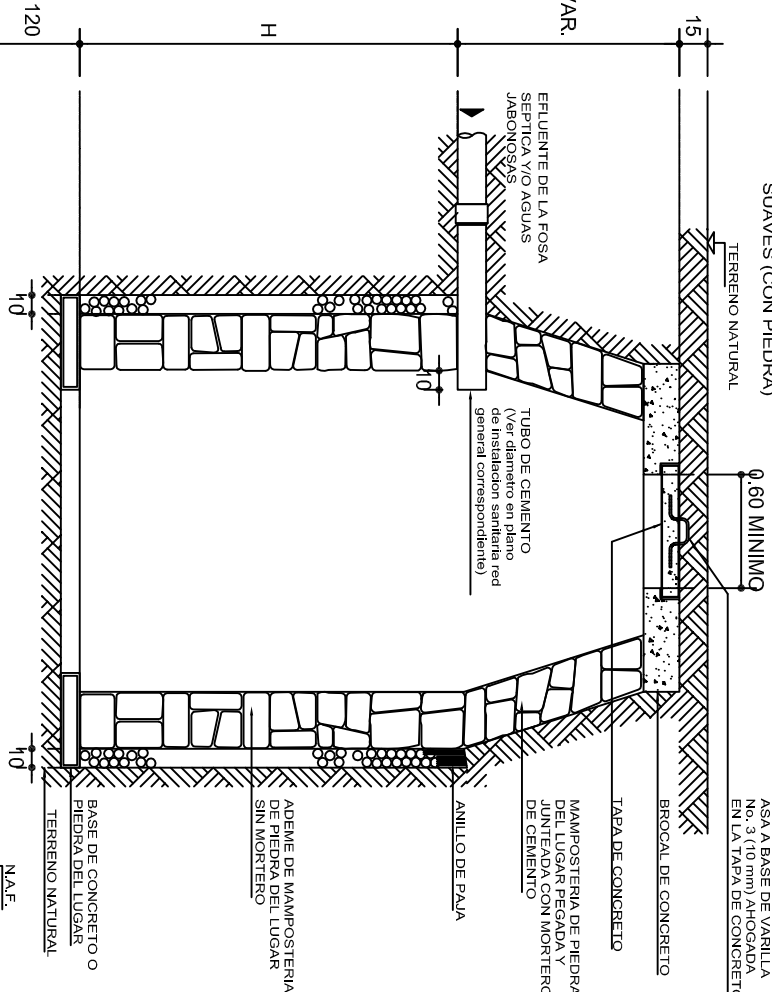 SUAVES (CON PIEDRA)
TERRENO NATURAL
0.60 MINIMO
ASA A BASE DE VARILLA
No. 3 (10 mm) AHOGADA
EN LA TAPA DE CONCRETO
15
VAR.
H
120
EFLUENTE DE LA FOSA
SEPTICA Y/O AGUAS
JABONOSAS
BROCAL DE CONCRETO
TAPA DE CONCRETO
MAMPOSTERIA DE PIEDRA
DEL LUGAR PEGADA Y
JUNTEADA CON MORTERO
DE CEMENTO
TUBO DE CEMENTO
(Ver diametro en plano
de instalacion sanitaria red
general correspondiente)
10
ANILLO DE PAJA
ADEME DE MAMPOSTERIA
DE PIEDRA DEL LUGAR
SIN MORTERO
BASE DE CONCRETO O
PIEDRA DEL LUGAR
TERRENO NATURAL
10
10
N.A.F.